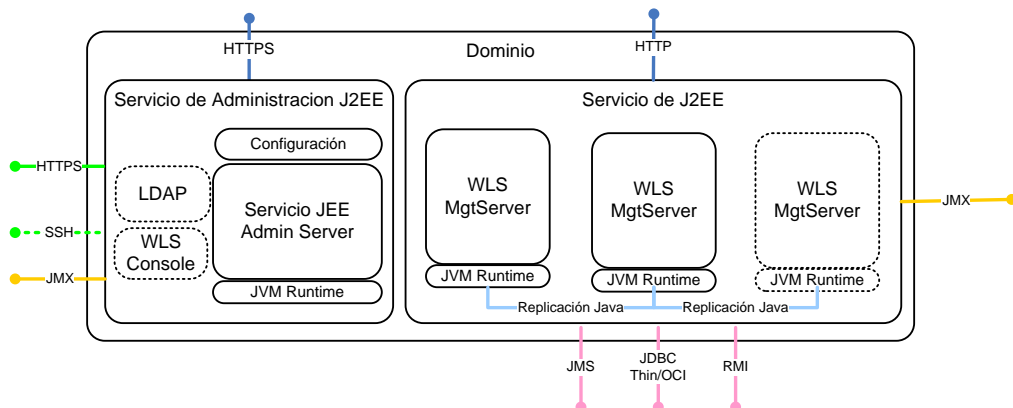 HTTPS
HTTP
Dominio
Servicio de Administracion J2EE
Servicio de J2EE
Configuración
HTTPS
LDAP
Servicio JEE
Admin Server
WLS
MgtServer
WLS
MgtServer
WLS
MgtServer
JMX
SSH
WLS
Console
JMX
JVM Runtime
JVM Runtime
JVM Runtime
JVM Runtime
Replicación Java
Replicación Java
JMS
JDBC
Thin/OCI
RMI